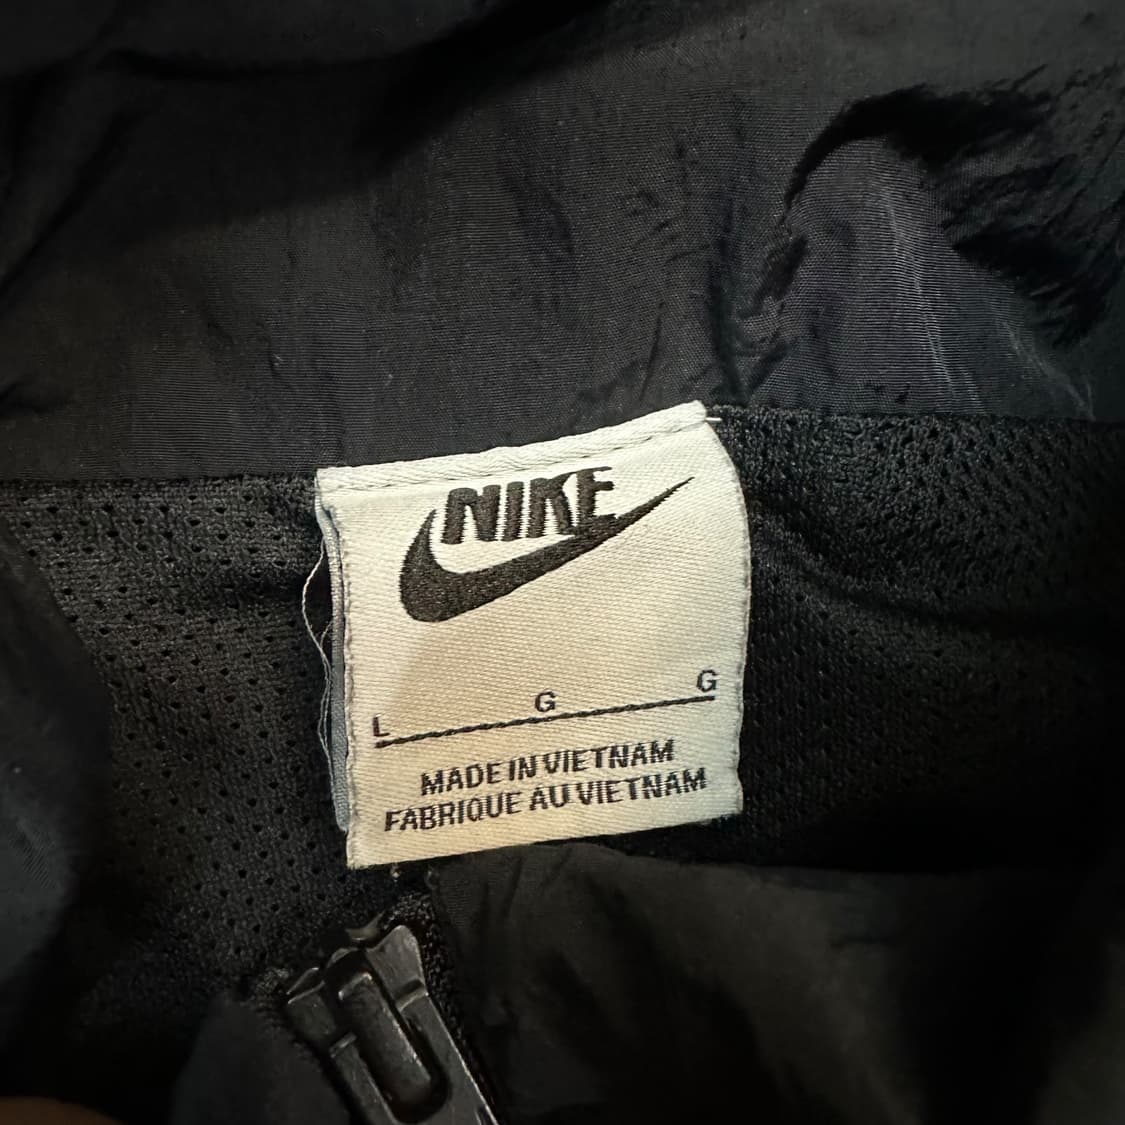 NIKE
L G G
MADE IN VIETNAM
FABRIQUE AU VIETNAM